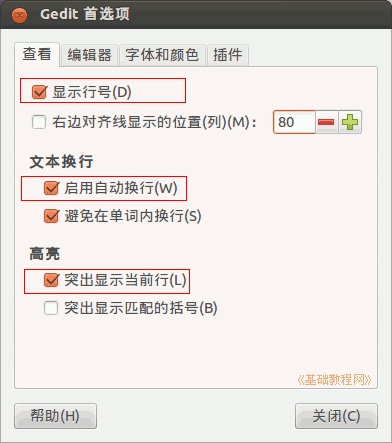 Gedit 首选项
查看 编辑器 字体和颜色 插件
显示行号(D)
右边对齐线显示的位置(列)(M)： 80
文本换行
启用自动换行(W)
避免在单词内换行(S)
高亮
突出显示当前行(L)
突出显示匹配的括号(B)
《基础教程网》
帮助(H) 关闭(C)